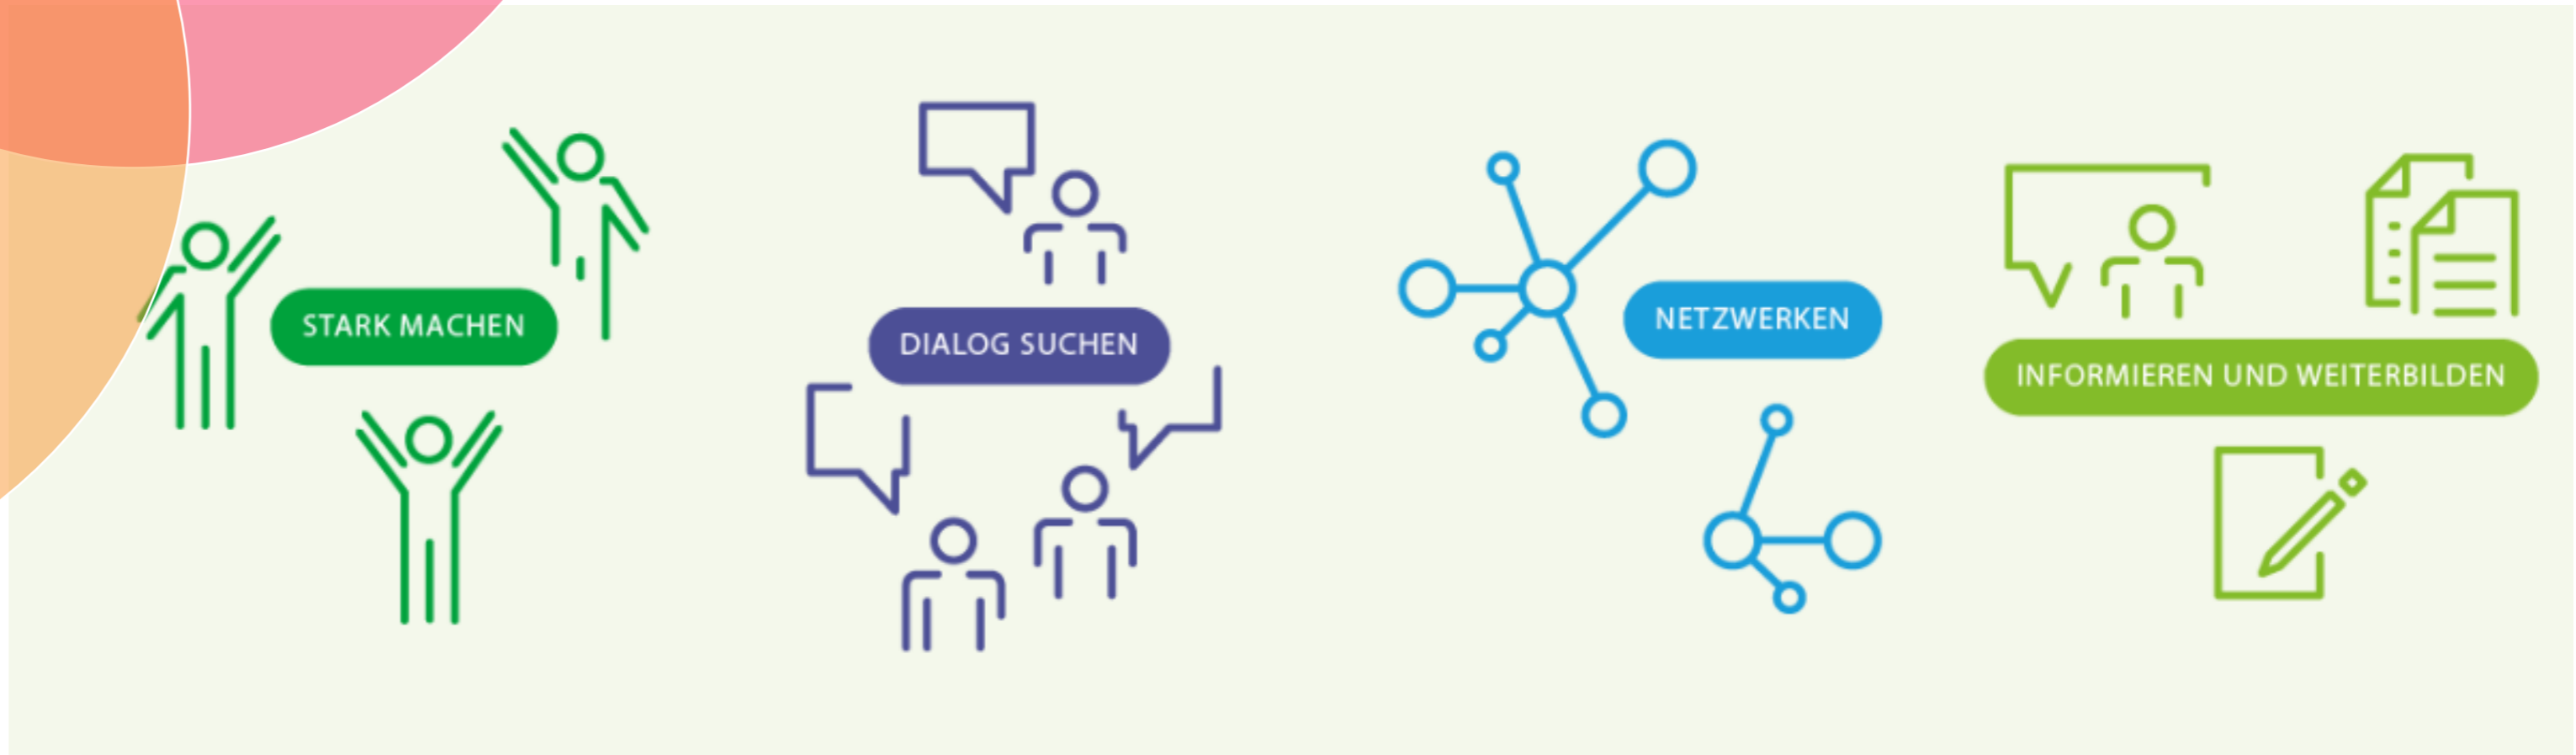 STARK MACHEN
DIALOG SUCHEN
NETZWERKEN
INFORMIEREN UND WEITERBILDEN